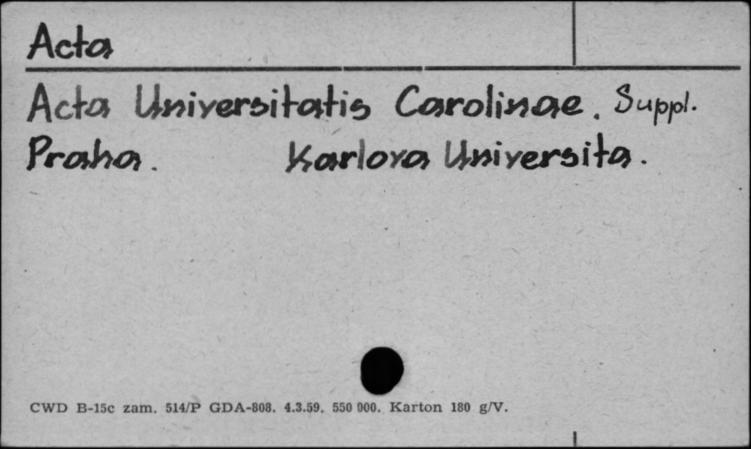 Acta
Acta Universitatis Carolinae. Suppl.
Praha. Karlova Universita.
CWD B-15c zam. 514/P GDA-808. 4.3.59. 550 000. Karton 180 g/V.